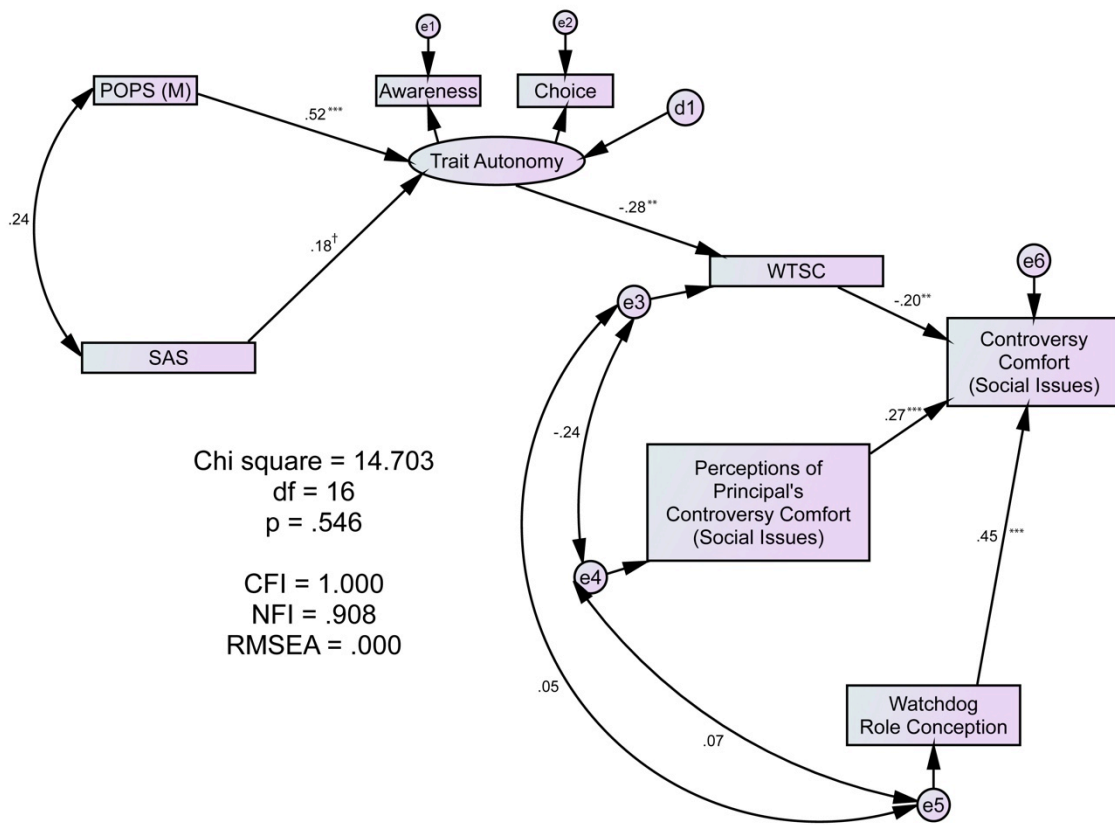 e1
e2
POPS (M)
Awareness
Choice
d1
.52***
Trait Autonomy
-.28**
.24
.18†
WTSC
e6
e3
-.20**
SAS
Controversy
Comfort
(Social Issues)
.27***
-.24
Chi square = 14.703
df = 16
p = .546
CFI = 1.000
NFI = .908
RMSEA = .000
Perceptions of
Principal's
Controversy Comfort
(Social Issues)
.45 ***
e4
.05
.07
Watchdog
Role Conception
e5